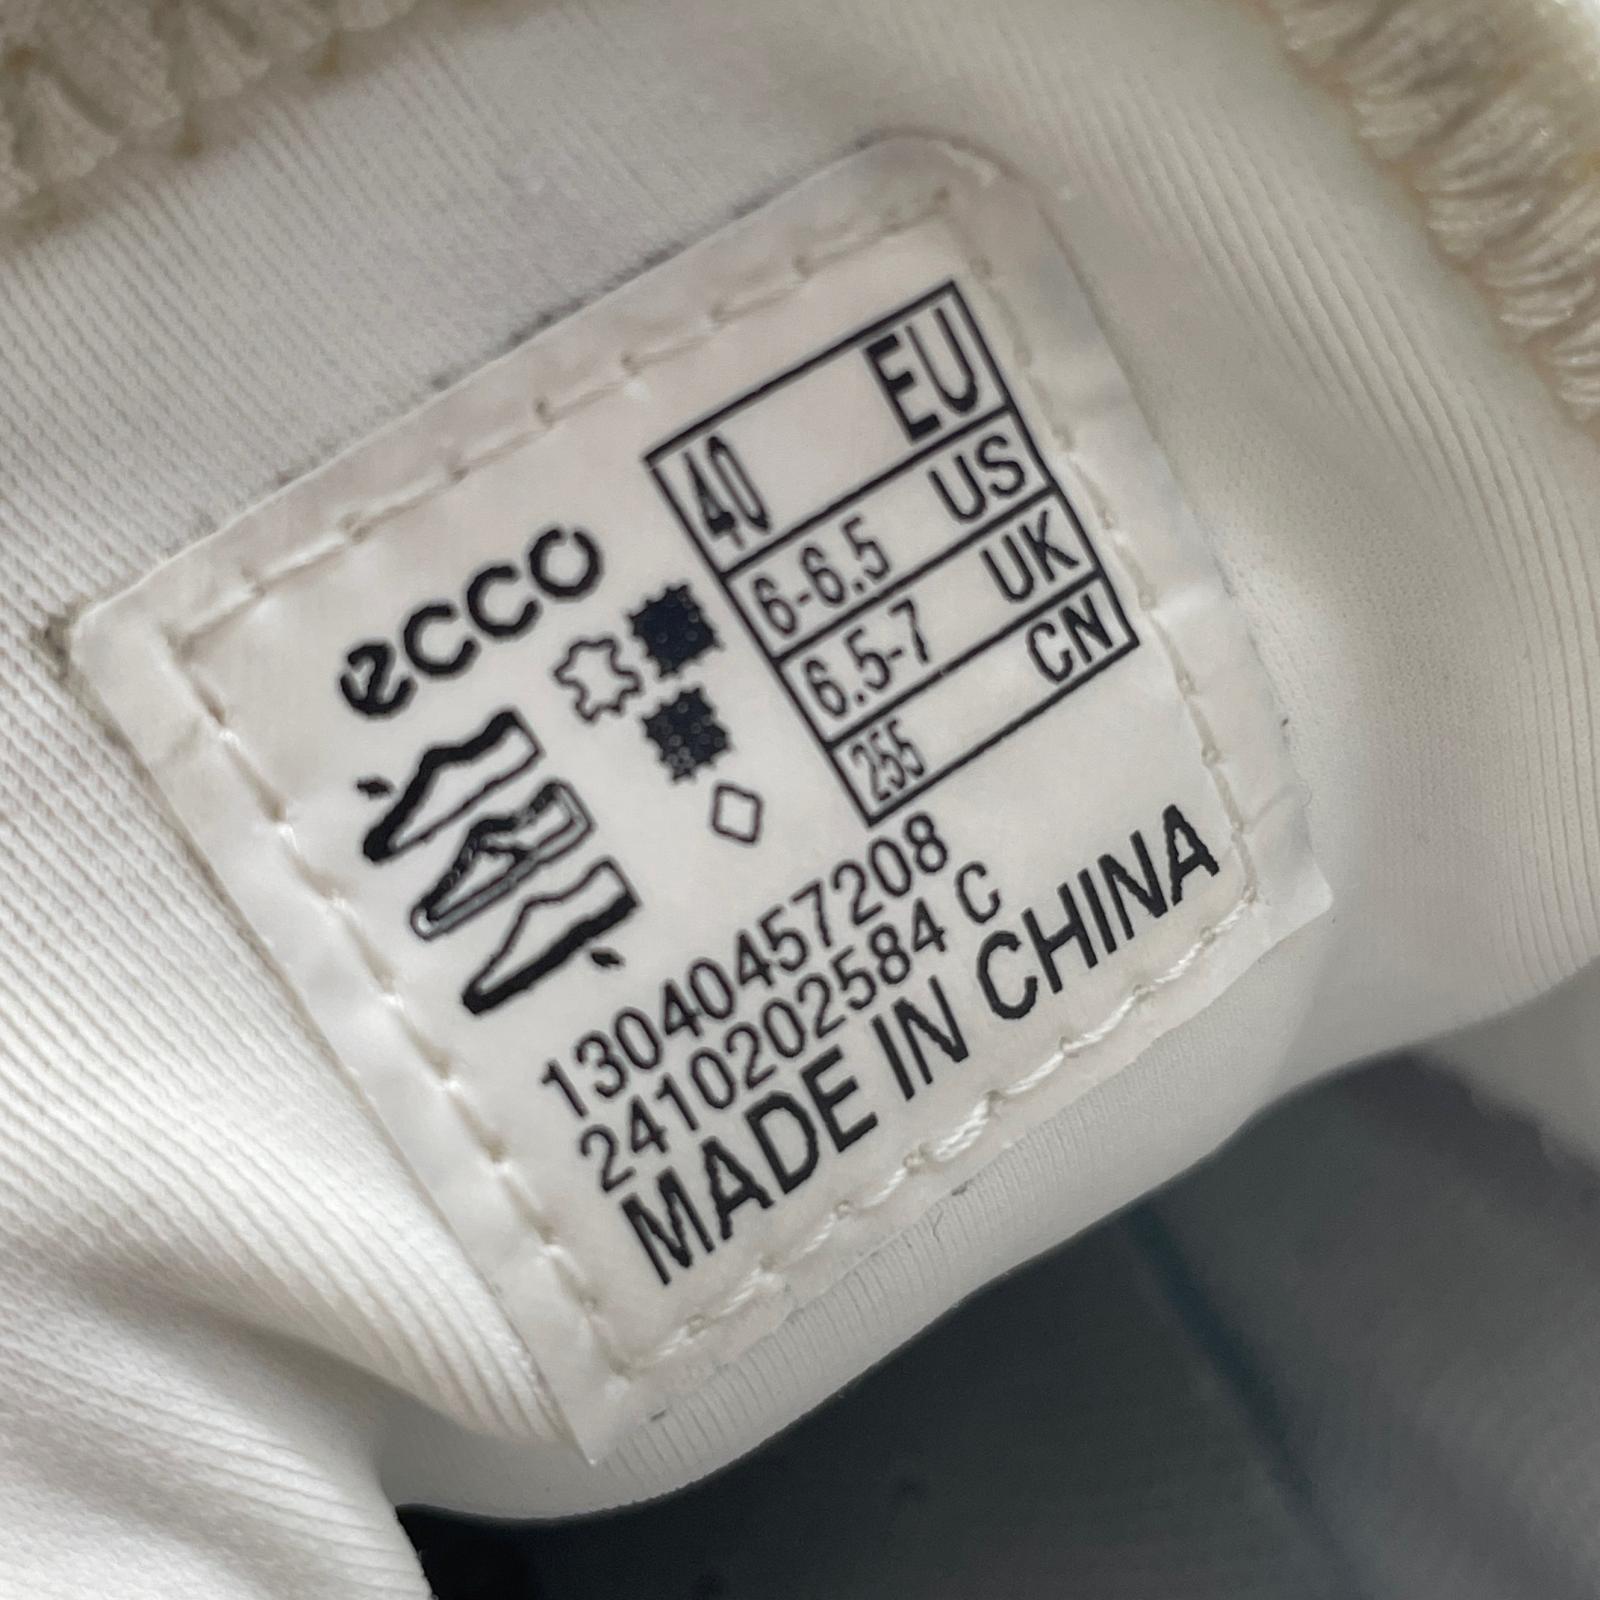 ecco
40 EU
6-6.5 US
6.5-7 UK
255 CN
13040457208
2410202584 C
MADE IN CHINA